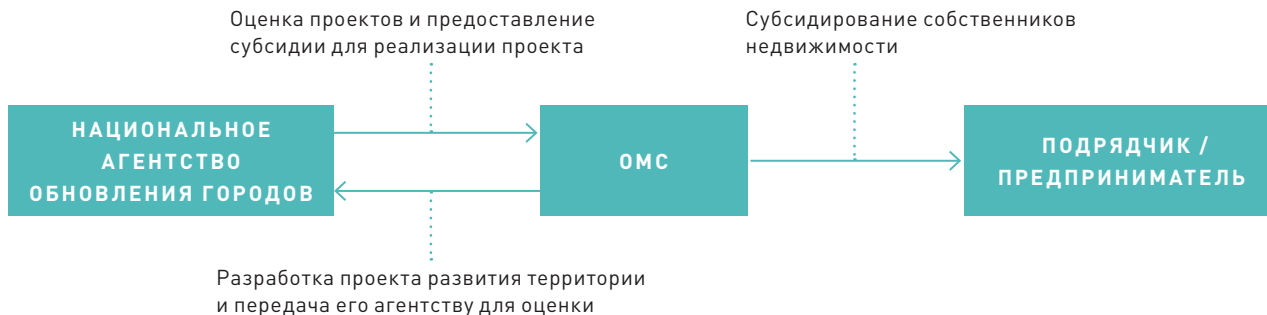 Оценка проектов и предоставление
субсидии для реализации проекта
Субсидирование собственников
недвижимости
НАЦИОНАЛЬНОЕ
АГЕНТСТВО
ОБНОВЛЕНИЯ ГОРОДОВ
ОМС
ПОДРЯДЧИК /
ПРЕДПРИНИМАТЕЛЬ
Разработка проекта развития территории
и передача его агентству для оценки